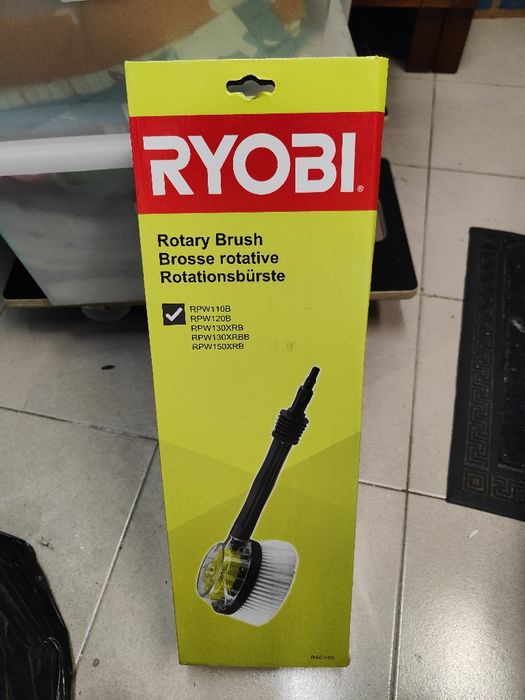 RYOBI®
Rotary Brush
Brosse rotative
Rotationsbürste
RPW110B
RPW120B
RPW130XRB
RPW130XRBB
RPW150XRB